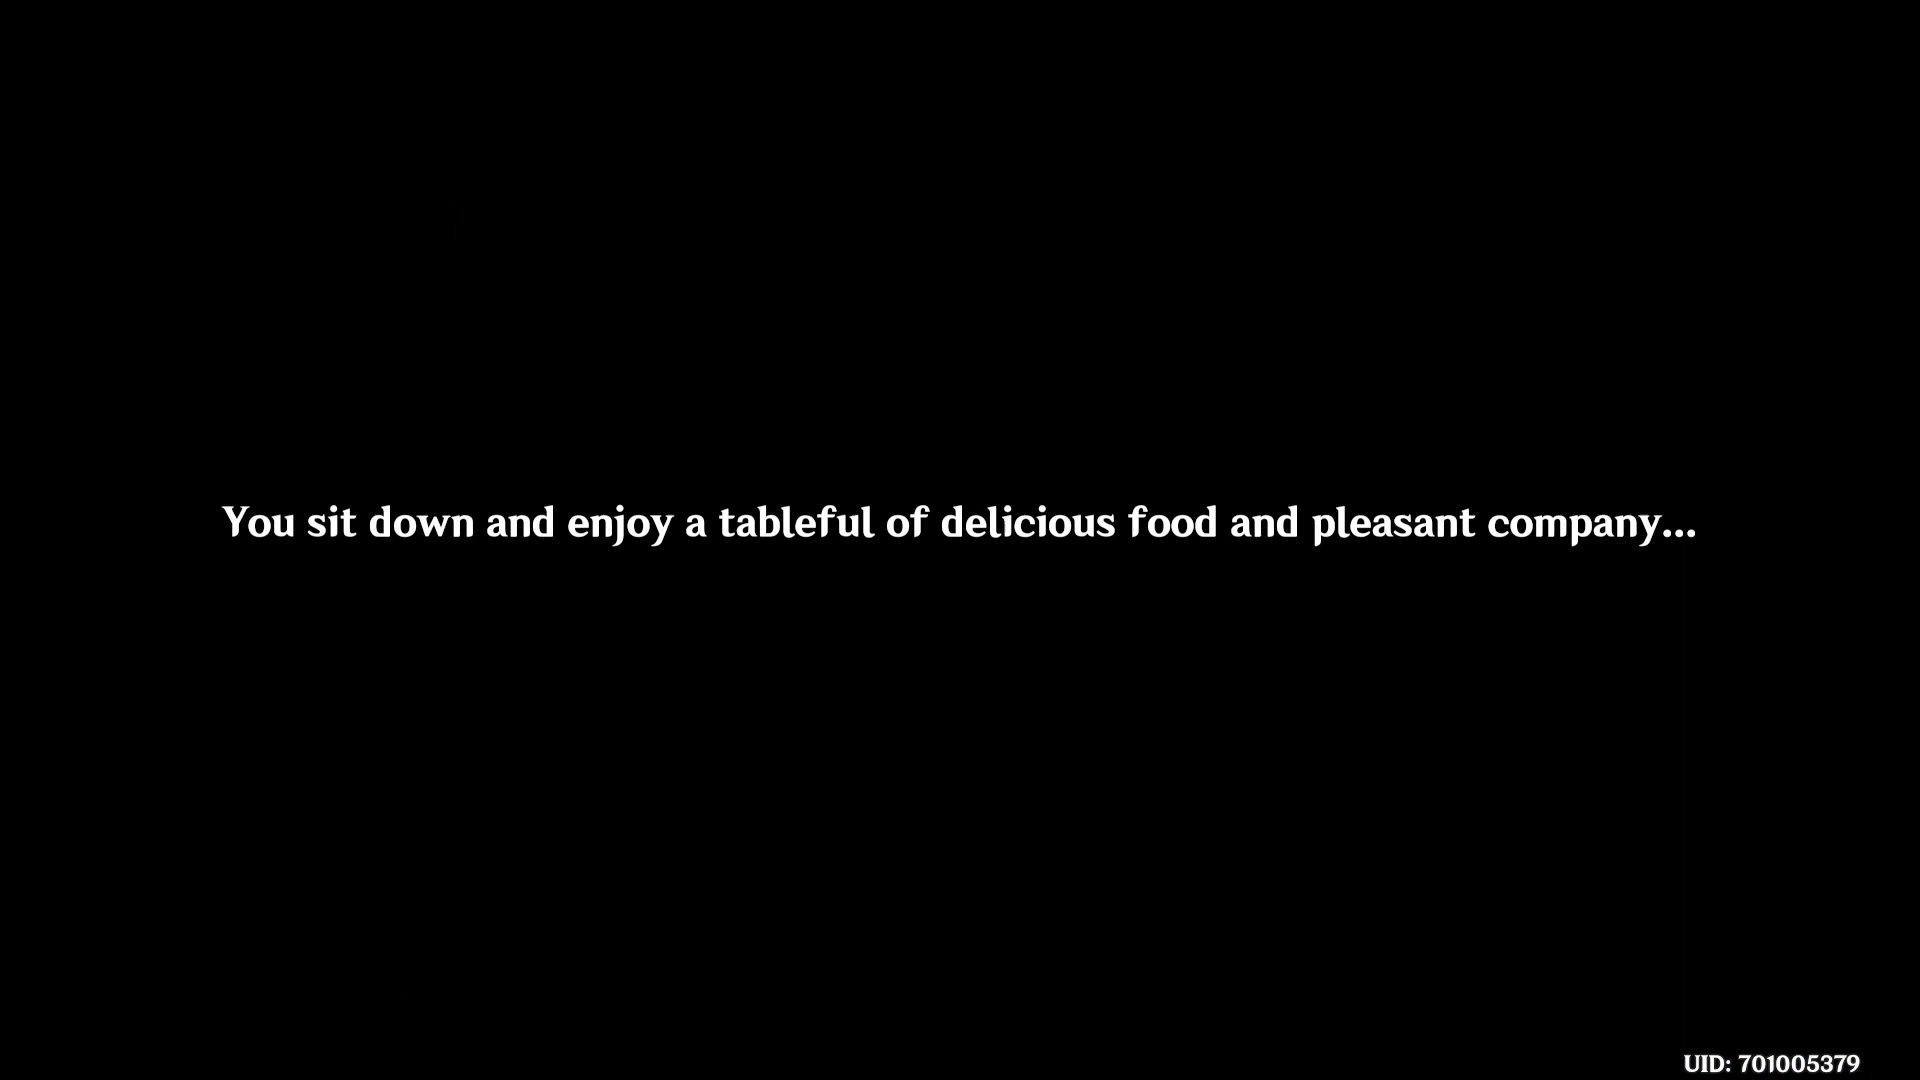 You sit down and enjoy a tableful of delicious food and pleasant company...
UID: 701005379